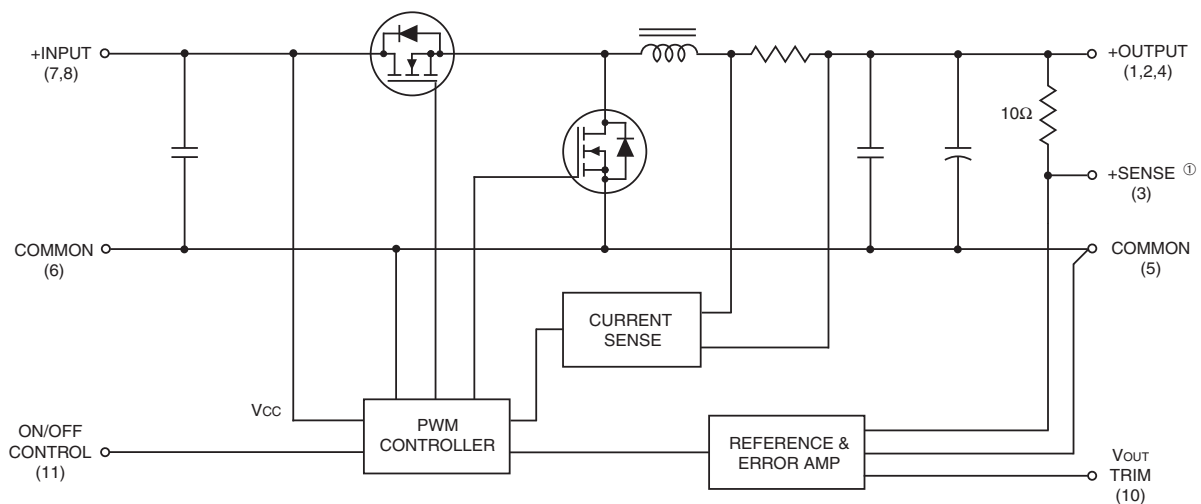 +INPUT
(7,8)
+OUTPUT
(1,2,4)
10Ω
+SENSE ①
(3)
COMMON
(6)
COMMON
(5)
CURRENT
SENSE
VCC
PWM
CONTROLLER
ON/OFF
CONTROL
(11)
REFERENCE &
ERROR AMP
VOUT
TRIM
(10)